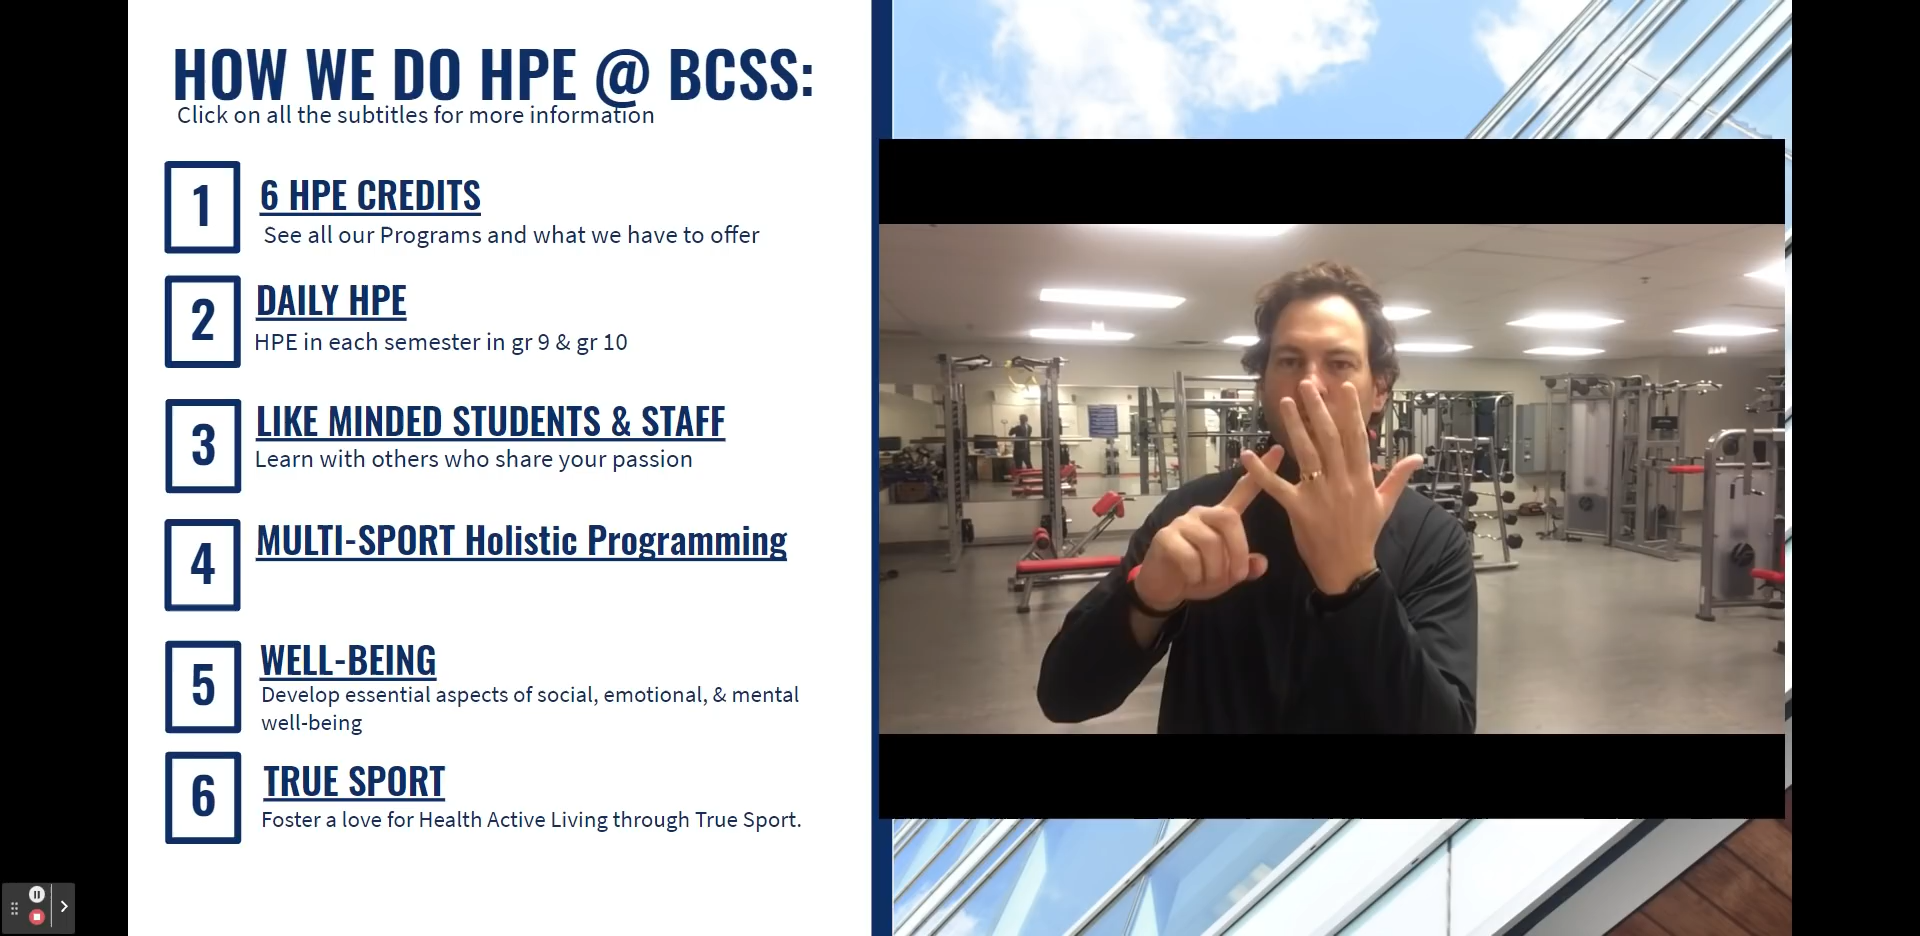 HOW WE DO HPE @ BCSS:
Click on all the subtitles for more information
1
6 HPE CREDITS
See all our Programs and what we have to offer
2
DAILY HPE
HPE in each semester in gr 9 & gr 10
3
LIKE MINDED STUDENTS & STAFF
Learn with others who share your passion
4
MULTI-SPORT Holistic Programming
5
WELL-BEING
Develop essential aspects of social, emotional, & mental
well-being
6
TRUE SPORT
Foster a love for Health Active Living through True Sport.